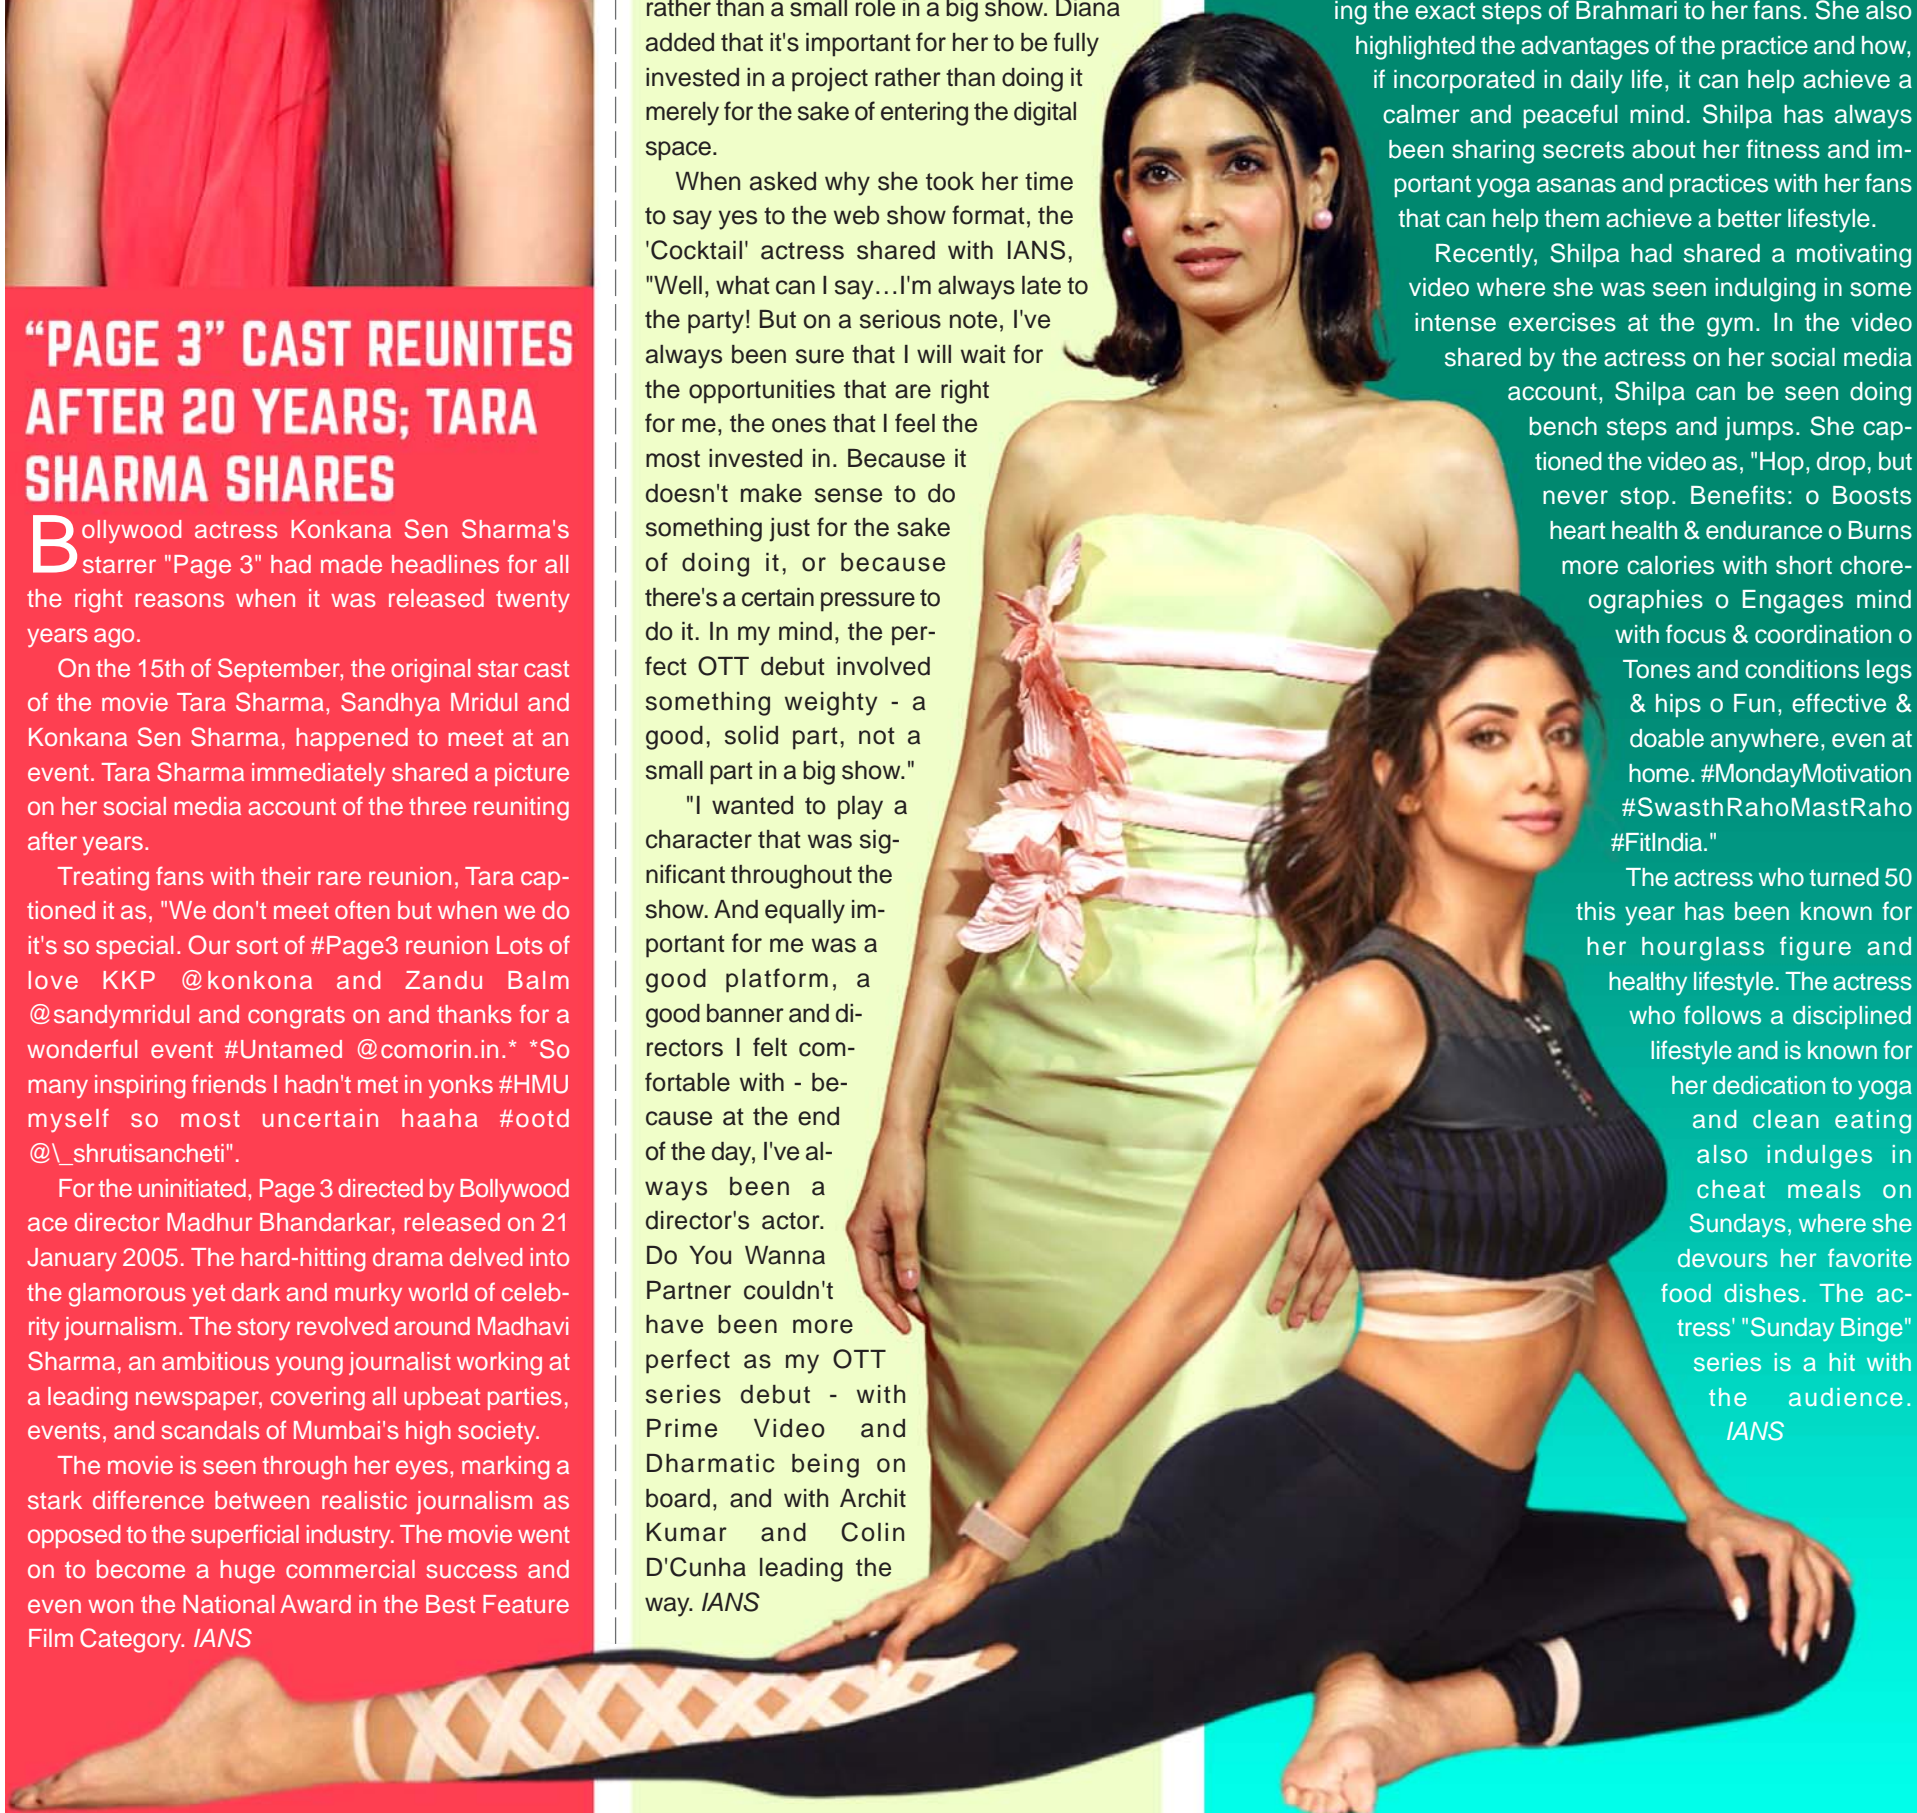 “PAGE 3” CAST REUNITES
AFTER 20 YEARS; TARA
SHARMA SHARES
Bollywood actress Konkana Sen Sharma's
starrer "Page 3" had made headlines for all
the right reasons when it was released twenty
years ago.
On the 15th of September, the original star cast
of the movie Tara Sharma, Sandhya Mridul and
Konkana Sen Sharma, happened to meet at an
event. Tara Sharma immediately shared a picture
on her social media account of the three reuniting
after years.
Treating fans with their rare reunion, Tara cap-
tioned it as, "We don't meet often but when we do
it's so special. Our sort of #Page3 reunion Lots of
love KKP @konkona and Zandu Balm
@sandymridul and congrats on and thanks for a
wonderful event #Untamed @comorin.in.* *So
many inspiring friends I hadn't met in yonks #HMU
myself so most uncertain haaha #ootd
@\_shrutisancheti".
For the uninitiated, Page 3 directed by Bollywood
ace director Madhur Bhandarkar, released on 21
January 2005. The hard-hitting drama delved into
the glamorous yet dark and murky world of celeb-
rity journalism. The story revolved around Madhavi
Sharma, an ambitious young journalist working at
a leading newspaper, covering all upbeat parties,
events, and scandals of Mumbai's high society.
The movie is seen through her eyes, marking a
stark difference between realistic journalism as
opposed to the superficial industry. The movie went
on to become a huge commercial success and
even won the National Award in the Best Feature
Film Category. IANS
rather than a small role in a big show. Diana
added that it's important for her to be fully
invested in a project rather than doing it
merely for the sake of entering the digital
space.
When asked why she took her time
to say yes to the web show format, the
'Cocktail' actress shared with IANS,
"Well, what can I say…I'm always late to
the party! But on a serious note, I've
always been sure that I will wait for
the opportunities that are right
for me, the ones that I feel the
most invested in. Because it
doesn't make sense to do
something just for the sake
of doing it, or because
there's a certain pressure to
do it. In my mind, the per-
fect OTT debut involved
something weighty - a
good, solid part, not a
small part in a big show."
"I wanted to play a
character that was sig-
nificant throughout the
show. And equally im-
portant for me was a
good platform, a
good banner and di-
rectors I felt com-
fortable with - be-
cause at the end
of the day, I've al-
ways been a
director's actor.
Do You Wanna
Partner couldn't
have been more
perfect as my OTT
series debut - with
Prime Video and
Dharmatic being on
board, and with Archit
Kumar and Colin
D'Cunha leading the
way. IANS
ing the exact steps of Brahmari to her fans. She also
highlighted the advantages of the practice and how,
if incorporated in daily life, it can help achieve a
calmer and peaceful mind. Shilpa has always
been sharing secrets about her fitness and im-
portant yoga asanas and practices with her fans
that can help them achieve a better lifestyle.
Recently, Shilpa had shared a motivating
video where she was seen indulging in some
intense exercises at the gym. In the video
shared by the actress on her social media
account, Shilpa can be seen doing
bench steps and jumps. She cap-
tioned the video as, "Hop, drop, but
never stop. Benefits: o Boosts
heart health & endurance o Burns
more calories with short chore-
ographies o Engages mind
with focus & coordination o
Tones and conditions legs
& hips o Fun, effective &
doable anywhere, even at
home. #MondayMotivation
#SwasthRahoMastRaho
#FitIndia."
The actress who turned 50
this year has been known for
her hourglass figure and
healthy lifestyle. The actress
who follows a disciplined
lifestyle and is known for
her dedication to yoga
and clean eating
also indulges in
cheat meals on
Sundays, where she
devours her favorite
food dishes. The ac-
tress' "Sunday Binge"
series is a hit with
the audience.
IANS